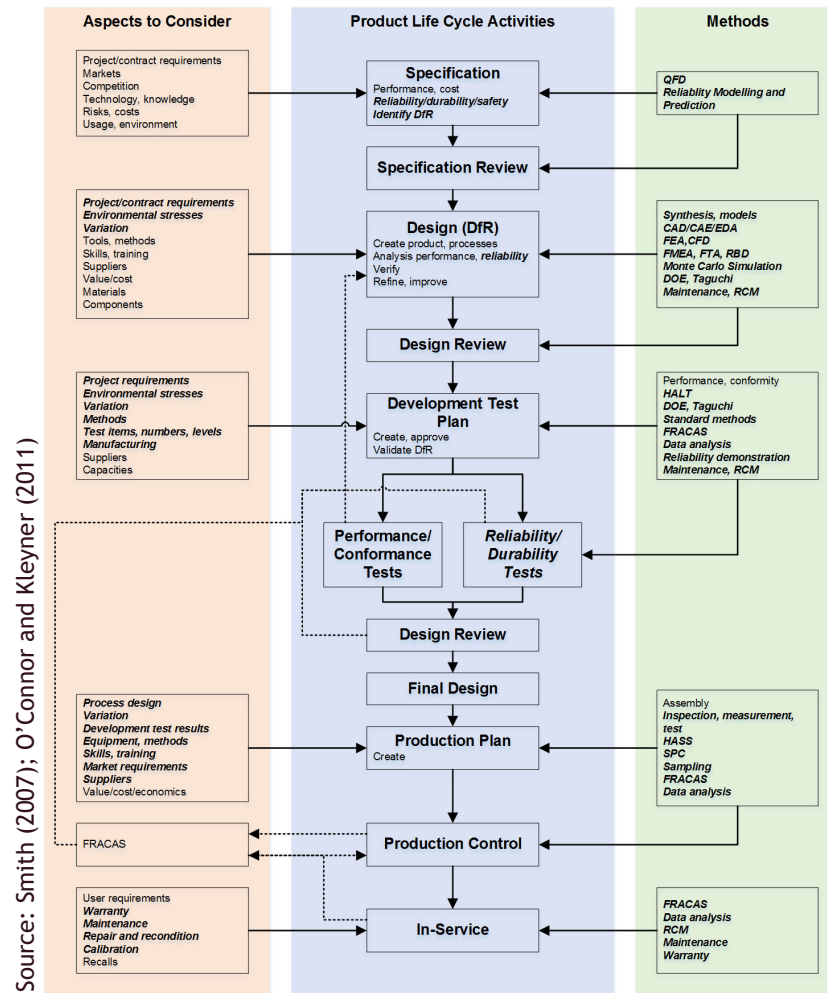 Aspects to Consider
Product Life Cycle Activities
Methods
Project/contract requirements
Markets
Competition
Technology, knowledge
Risks, costs
Usage, environment
Specification
Performance, cost
Reliability/durability/safety
Identify DfR
QFD
Reliablity Modelling and
Prediction
Specification Review
Project/contract requirements
Environmental stresses
Variation
Tools, methods
Skills, training
Suppliers
Value/cost
Materials
Components
Design (DfR)
Create product, processes
Analysis performance, reliability
Verify
Refine, improve
Synthesis, models
CAD/CAE/EDA
FEA,CFD
FMEA, FTA, RBD
Monte Carlo Simulation
DOE, Taguchi
Maintenance, RCM
Design Review
Project requirements
Environmental stresses
Variation
Methods
Test items, numbers, levels
Manufacturing
Suppliers
Capacities
Development Test
Plan
Create, approve
Validate DfR
Performance, conformity
HALT
DOE, Taguchi
Standard methods
FRACAS
Data analysis
Reliability demonstration
Maintenance, RCM
Performance/
Conformance
Tests
Reliability/
Durability
Tests
Design Review
Final Design
Process design
Variation
Development test results
Equipment, methods
Skills, training
Market requirements
Suppliers
Value/cost/economics
Production Plan
Create
Assembly
Inspection, measurement,
test
HASS
SPC
Sampling
FRACAS
Data analysis
FRACAS
Production Control
User requirements
Warranty
Maintenance
Repair and recondition
Calibration
Recalls
In-Service
FRACAS
Data analysis
RCM
Maintenance
Warranty
Source: Smith (2007); O'Connor and Kleyner (2011)